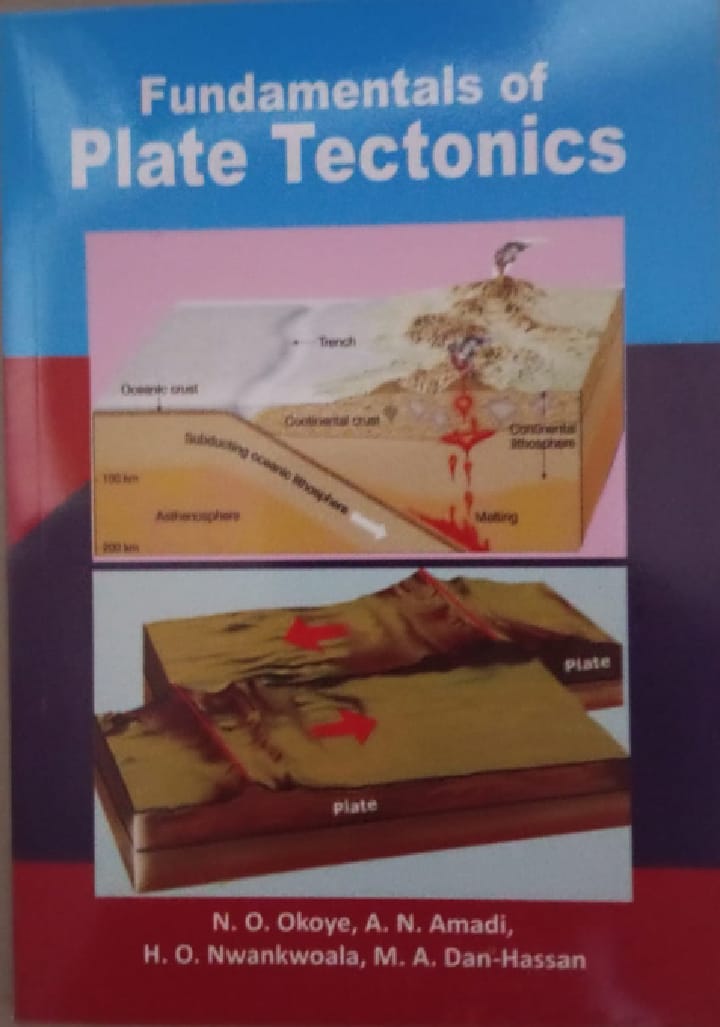 Fundamentals of
Plate Tectonics
Trench
Oceanic crust
Continental crust
Continental
lithosphere
Subducting oceanic lithosphere
100 km
Asthenosphere
Melting
200 km
Plate
Plate
N. O. Okoye, A. N. Amadi,
H. O. Nwankwoala, M. A. Dan-Hassan